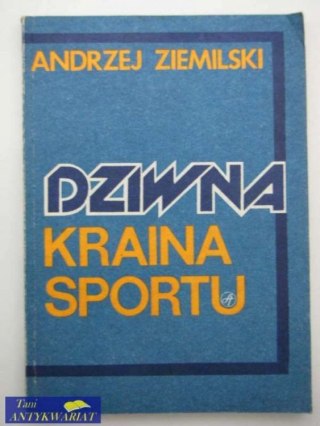 ANDRZEJ ZIEMILSKI
DZIWNA
KRAINA
SPORTU
Tani
ANTYKWARIAT